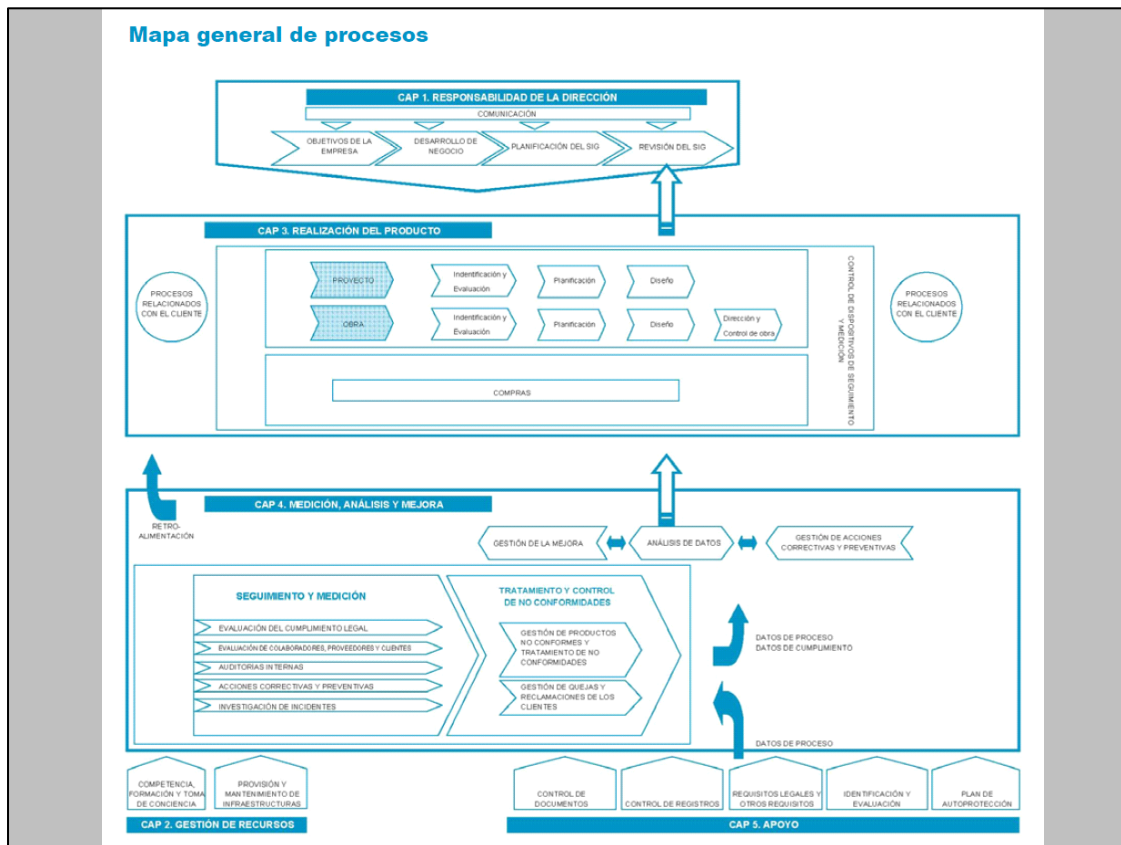 Mapa general de procesos
CAP 1. RESPONSABILIDAD DE LA DIRECCIÓN
COMUNICACIÓN
OBJETIVOS DE LA
EMPRESA
DESARROLLO DE
NEGOCIO
PLANIFICACIÓN DEL SIG
REVISIÓN DEL SIG
CAP 3. REALIZACIÓN DEL PRODUCTO
PROCESOS
RELACIONADOS
CON EL CLIENTE
PROYECTO
Indentificación y
Evaluación
Planificación
Diseño
OBRA
Indentificación y
Evaluación
Planificación
Diseño
Dirección y
Control de obra
COMPRAS
CONTROL DE DISPOSITIVOS DE SEGUIMIENTO
Y MEDICIÓN
PROCESOS
RELACIONADOS
CON EL CLIENTE
CAP 4. MEDICIÓN, ANÁLISIS Y MEJORA
RETRO-
ALIMENTACIÓN
GESTIÓN DE LA MEJORA
ANÁLISIS DE DATOS
GESTIÓN DE ACCIONES
CORRECTIVAS Y PREVENTIVAS
SEGUIMIENTO Y MEDICIÓN
EVALUACIÓN DEL CUMPLIMIENTO LEGAL
EVALUACIÓN DE COLABORADORES, PROVEEDORES Y CLIENTES
AUDITORIAS INTERNAS
ACCIONES CORRECTIVAS Y PREVENTIVAS
INVESTIGACIÓN DE INCIDENTES
TRATAMIENTO Y CONTROL
DE NO CONFORMIDADES
GESTIÓN DE PRODUCTOS
NO CONFORMES Y
TRATAMIENTO DE NO
CONFORMIDADES
GESTIÓN DE QUEJAS Y
RECLAMACIONES DE LOS
CLIENTES
DATOS DE PROCESO
DATOS DE CUMPLIMIENTO
DATOS DE PROCESO
COMPETENCIA,
FORMACIÓN Y TOMA
DE CONCIENCIA
PROVISIÓN Y
MANTENIMIENTO DE
INFRAESTRUCTURAS
CAP 2. GESTIÓN DE RECURSOS
CONTROL DE
DOCUMENTOS
CONTROL DE REGISTROS
REQUISITOS LEGALES Y
OTROS REQUISITOS
IDENTIFICACIÓN Y
EVALUACIÓN
PLAN DE
AUTOPROTECCIÓN
CAP 5. APOYO